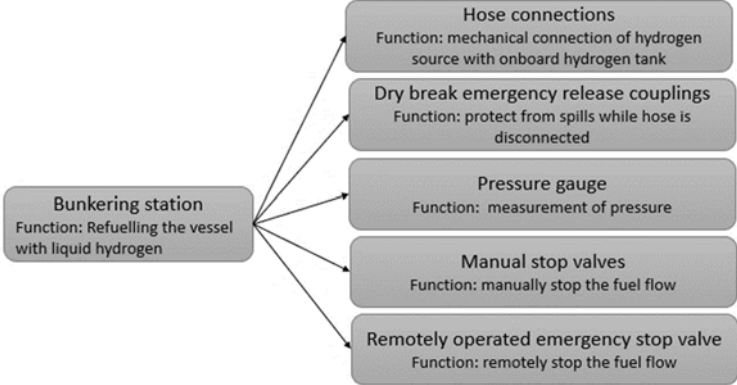 Hose connections
Function: mechanical connection of hydrogen
source with onboard hydrogen tank
Dry break emergency release couplings
Function: protect from spills while hose is
disconnected
Bunkering station
Function: Refuelling the vessel
with liquid hydrogen
Pressure gauge
Function: measurement of pressure
Manual stop valves
Function: manually stop the fuel flow
Remotely operated emergency stop valve
Function: remotely stop the fuel flow